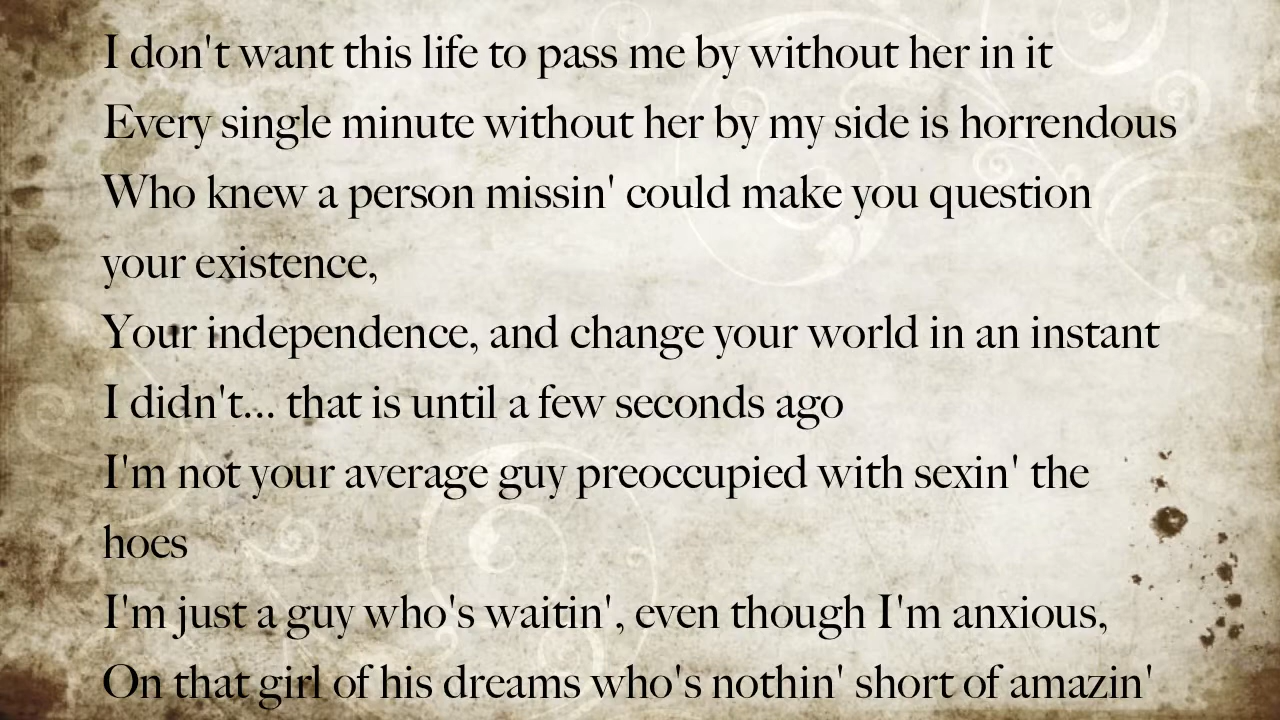 I don't want this life to pass me by without her in it
Every single minute without her by my side is horrendous
Who knew a person missin' could make you question
your existence,
Your independence, and change your world in an instant
I didn't... that is until a few seconds ago
I'm not your average guy preoccupied with sexin' the
hoes
I'm just a guy who's waitin', even though I'm anxious,
On that girl of his dreams who's nothin' short of amazin'